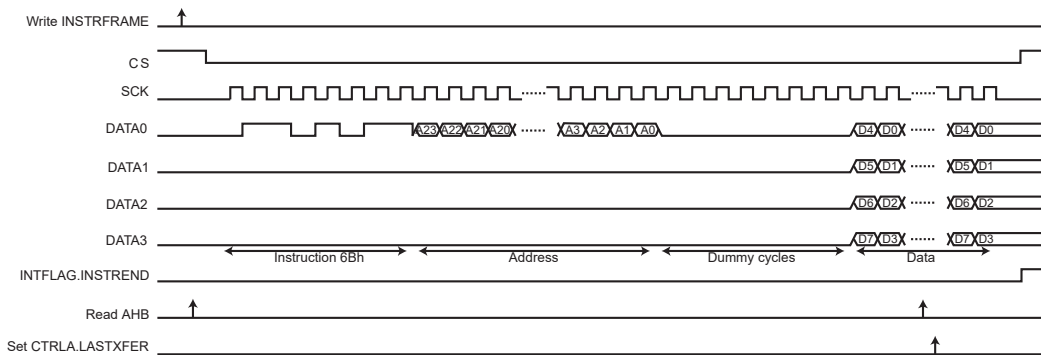 Write INSTRFRAME
CS
SCK
DATA0 A23 A22 A21 A20 A3 A2 A1 A0 D4 D0 D4 D0
DATA1 D5 D1 D5 D1
DATA2 D6 D2 D6 D2
DATA3 D7 D3 D7 D3
Instruction 6Bh Address Dummy cycles Data
INTFLAG.INSTREND
Read AHB
Set CTRLA.LASTXFER